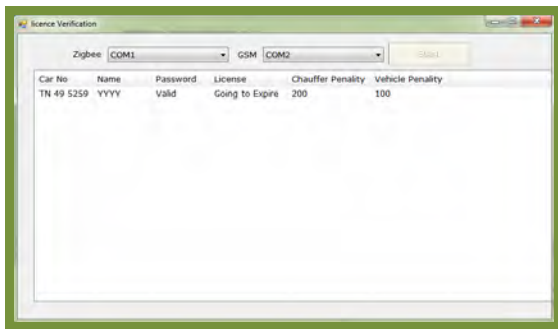 licence Verification
Zigbee COM1 GSM COM2 Start
Car No Name Password License Chauffer Penality Vehicle Penality
TN 49 5259 YYYY Valid Going to Expire 200 100